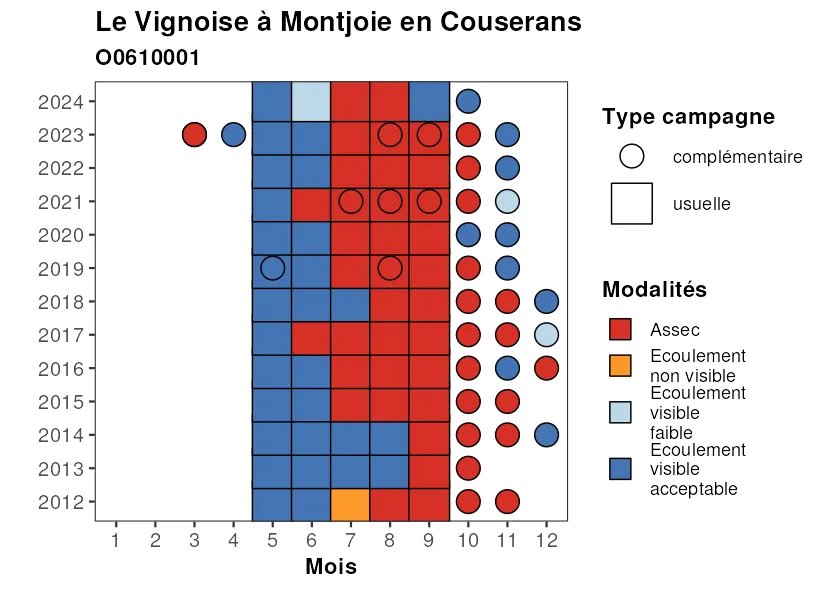 Le Vignoise à Montjoie en Couserans
O0610001
2024
2023
2022
2021
2020
2019
2018
2017
2016
2015
2014
2013
2012
1 2 3 4 5 6 7 8 9 10 11 12
Mois
Type campagne
complémentaire
usuelle
Modalités
Assec
Ecoulement
non visible
Ecoulement
visible
faible
Ecoulement
visible
acceptable